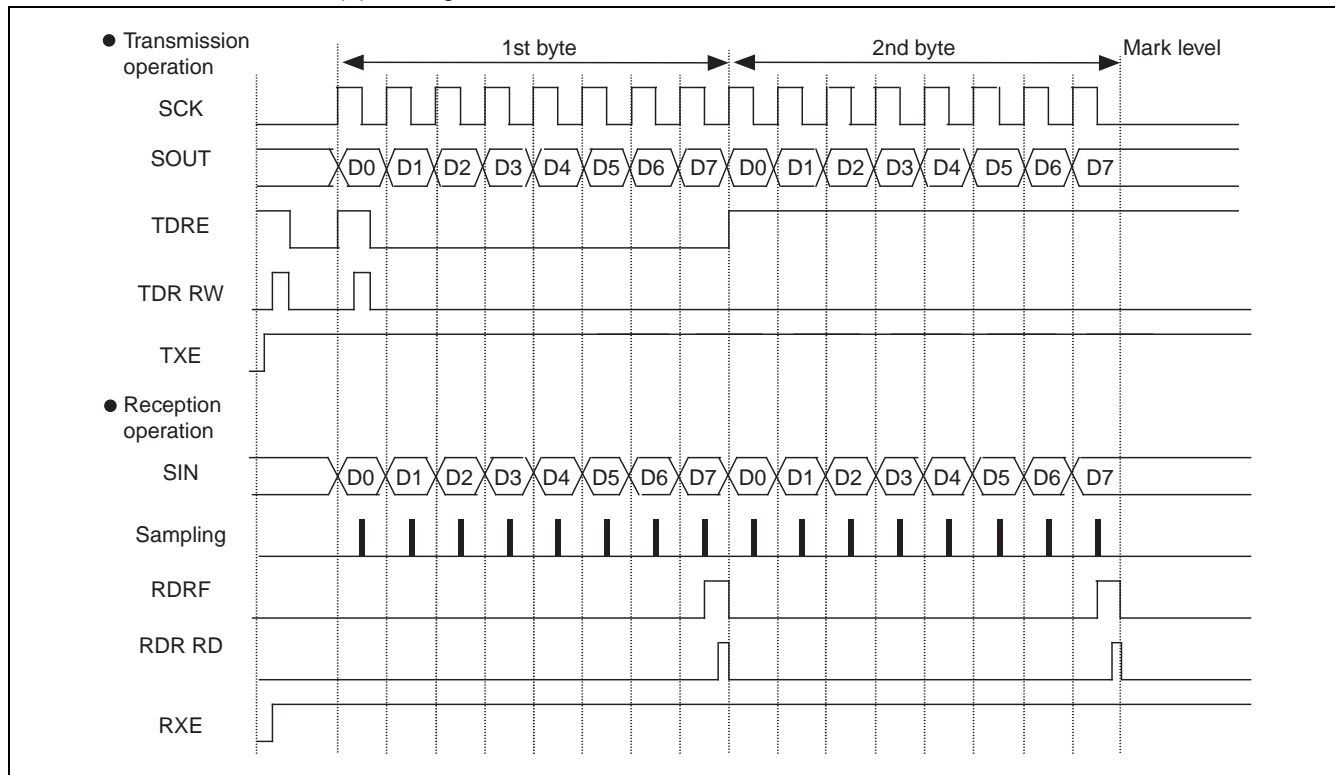 ● Transmission
operation
1st byte
2nd byte
Mark level
SCK
SOUT
D0 D1 D2 D3 D4 D5 D6 D7 D0 D1 D2 D3 D4 D5 D6 D7
TDRE
TDR RW
TXE
● Reception
operation
SIN
D0 D1 D2 D3 D4 D5 D6 D7 D0 D1 D2 D3 D4 D5 D6 D7
Sampling
RDRF
RDR RD
RXE